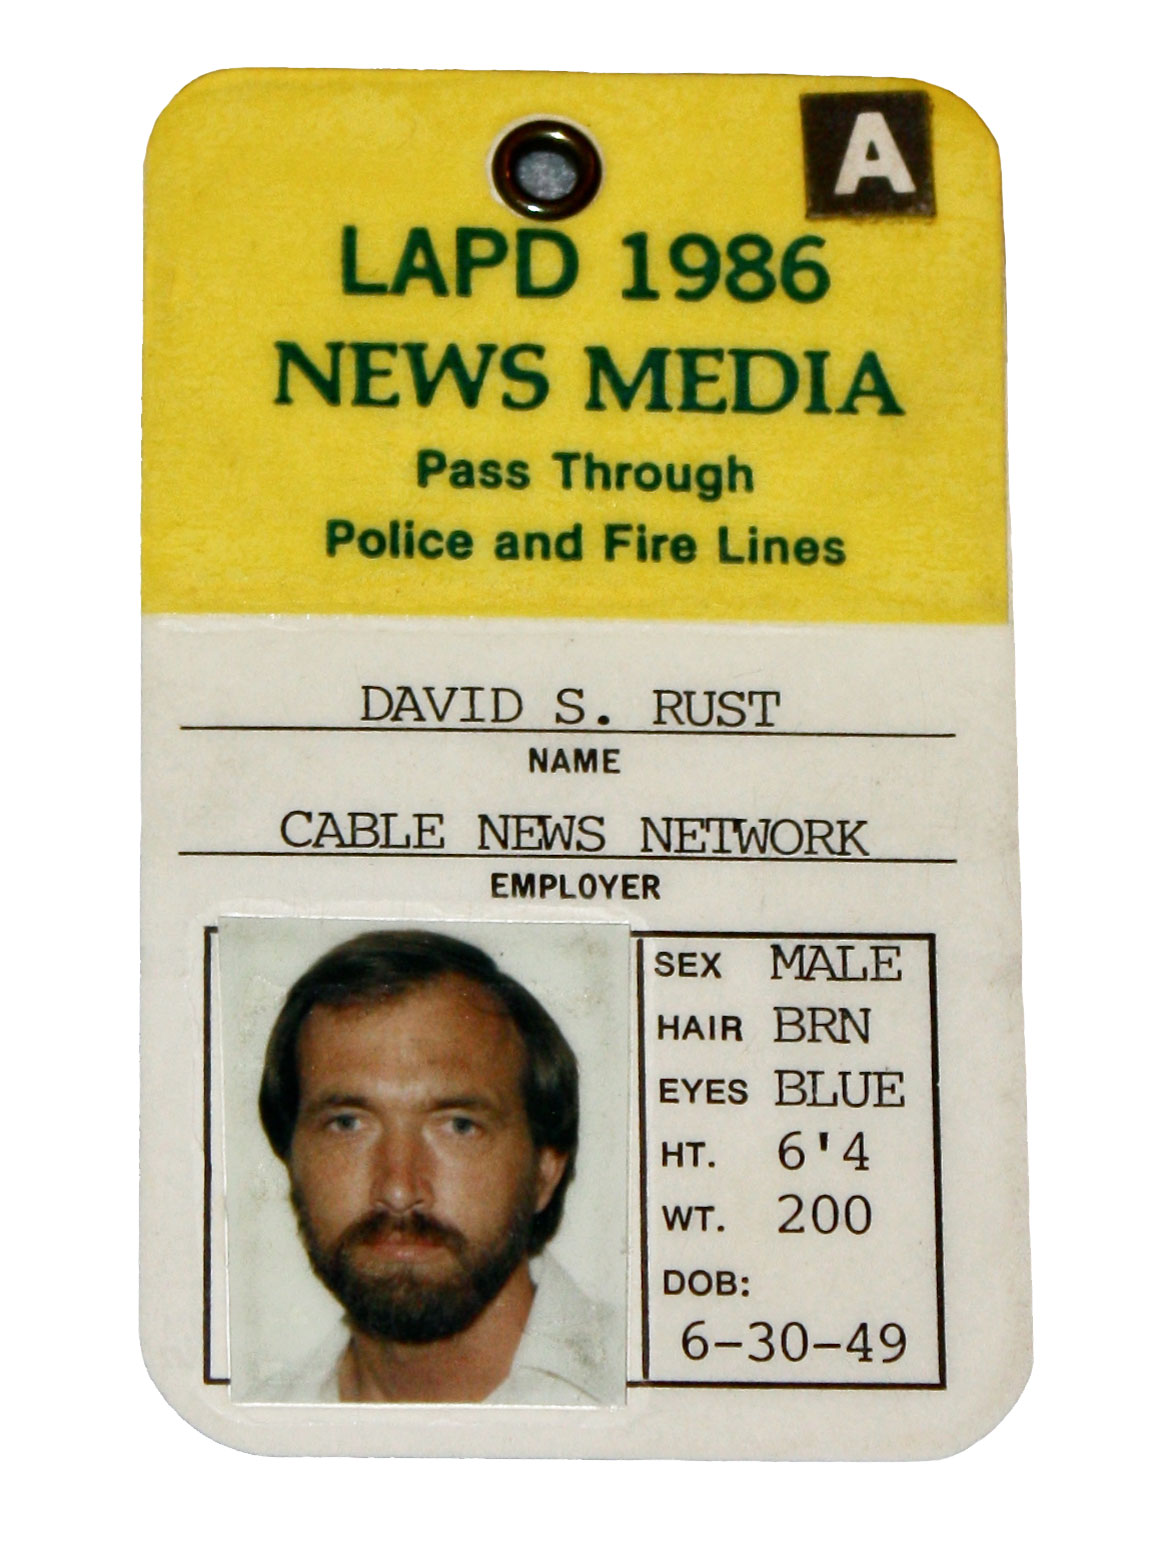 A
LAPD 1986
NEWS MEDIA
Pass Through
Police and Fire Lines
DAVID S. RUST
NAME
CABLE NEWS NETWORK
EMPLOYER
SEX MALE
HAIR BRN
EYES BLUE
HT. 6'4
WT. 200
DOB:
6-30-49